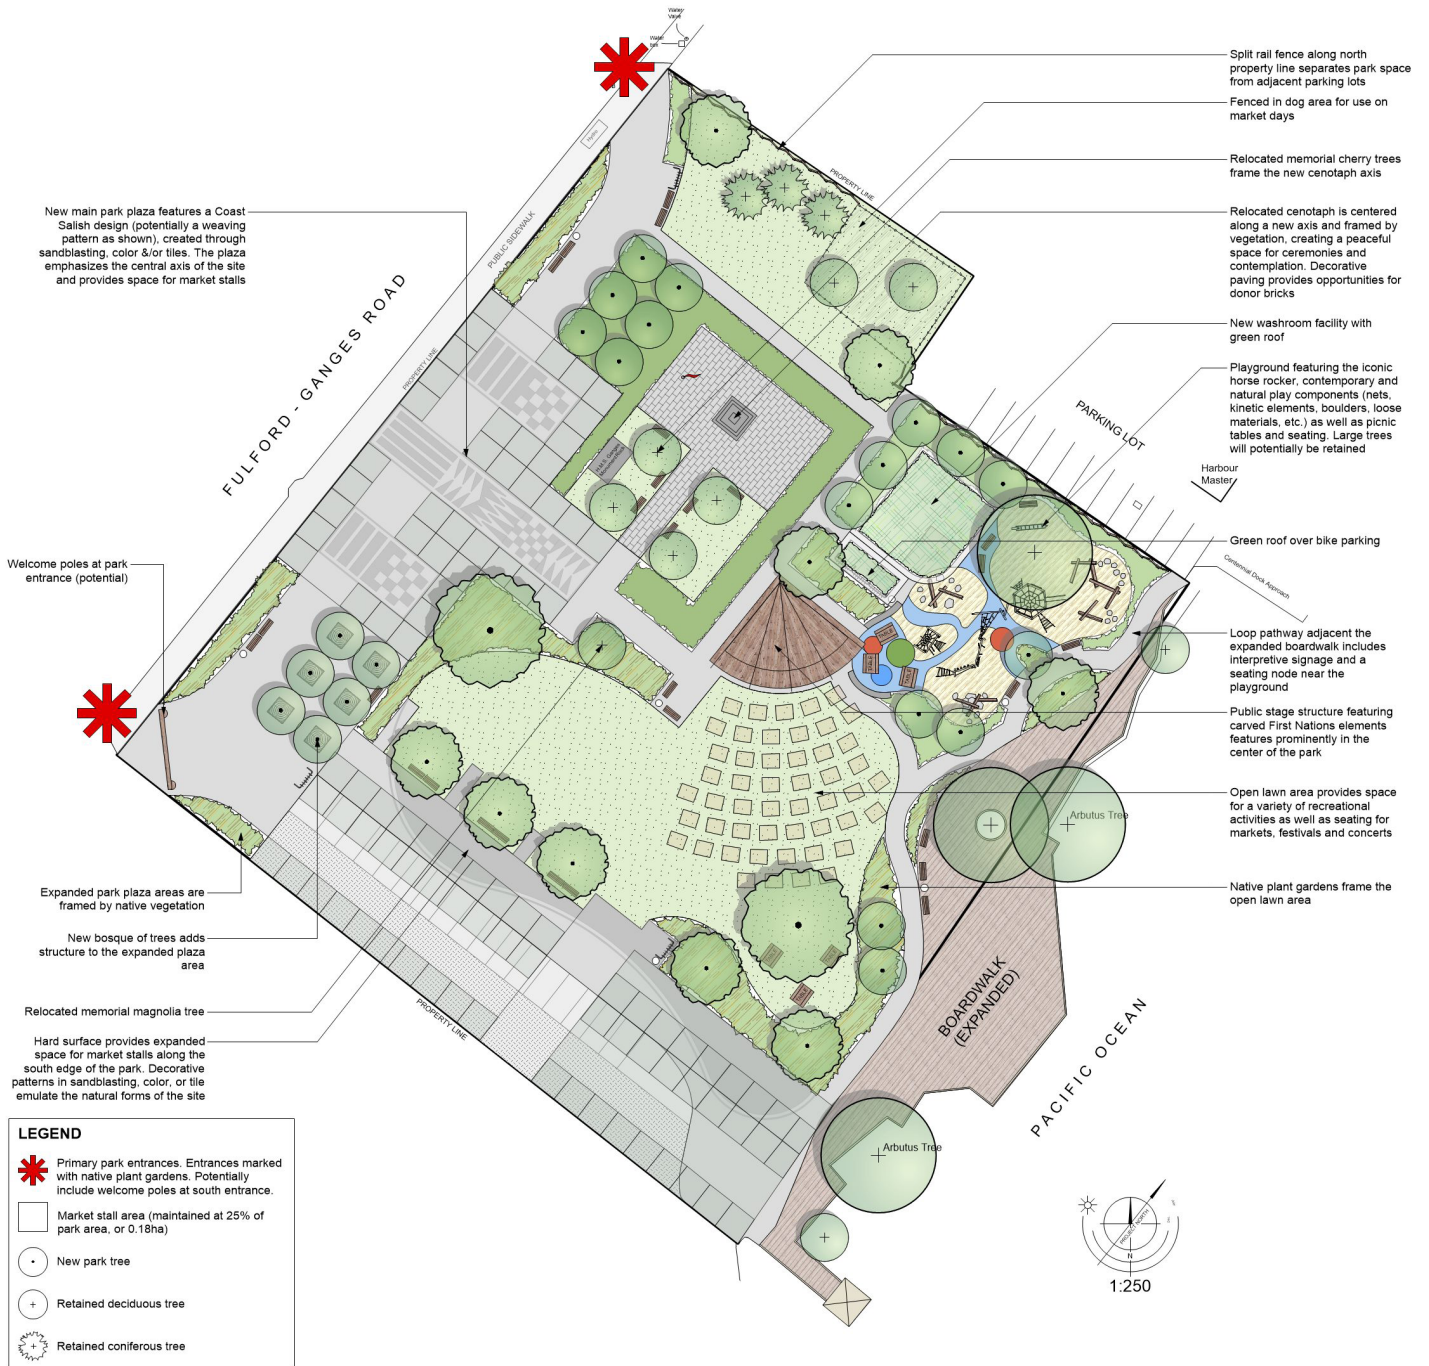 Water
Valve
Water
box
Split rail fence along north
property line separates park space
from adjacent parking lots
Fenced in dog area for use on
market days
Relocated memorial cherry trees
frame the new cenotaph axis
Relocated cenotaph is centered
along a new axis and framed by
vegetation, creating a peaceful
space for ceremonies and
contemplation. Decorative
paving provides opportunities for
donor bricks
New washroom facility with
green roof
Playground featuring the iconic
horse rocker, contemporary and
natural play components (nets,
kinetic elements, boulders, loose
materials, etc.) as well as picnic
tables and seating. Large trees
will potentially be retained
Harbour
Master
Green roof over bike parking
Centennial Dock Approach
Loop pathway adjacent the
expanded boardwalk includes
interpretive signage and a
seating node near the
playground
Public stage structure featuring
carved First Nations elements
features prominently in the
center of the park
Open lawn area provides space
for a variety of recreational
activities as well as seating for
markets, festivals and concerts
Native plant gardens frame the
open lawn area
Hydro
PUBLIC SIDEWALK
PROPERTY LINE
PROPERTY LINE
PARKING LOT
FULFORD - GANGES ROAD
H.M.S. Ganges
TABLE
TABLE
TABLE
TABLE
Arbutus Tree
BOARDWALK
(EXPANDED)
PACIFIC OCEAN
Arbutus Tree
PROPERTY LINE
New main park plaza features a Coast
Salish design (potentially a weaving
pattern as shown), created through
sandblasting, color &/or tiles. The plaza
emphasizes the central axis of the site
and provides space for market stalls
Welcome poles at park
entrance (potential)
Expanded park plaza areas are
framed by native vegetation
New bosque of trees adds
structure to the expanded plaza
area
Relocated memorial magnolia tree
Hard surface provides expanded
space for market stalls along the
south edge of the park. Decorative
patterns in sandblasting, color, or tile
emulate the natural forms of the site
LEGEND
Primary park entrances. Entrances marked
with native plant gardens. Potentially
include welcome poles at south entrance.
Market stall area (maintained at 25% of
park area, or 0.18ha)
New park tree
Retained deciduous tree
Retained coniferous tree
PROJECT NORTH
N
1:250